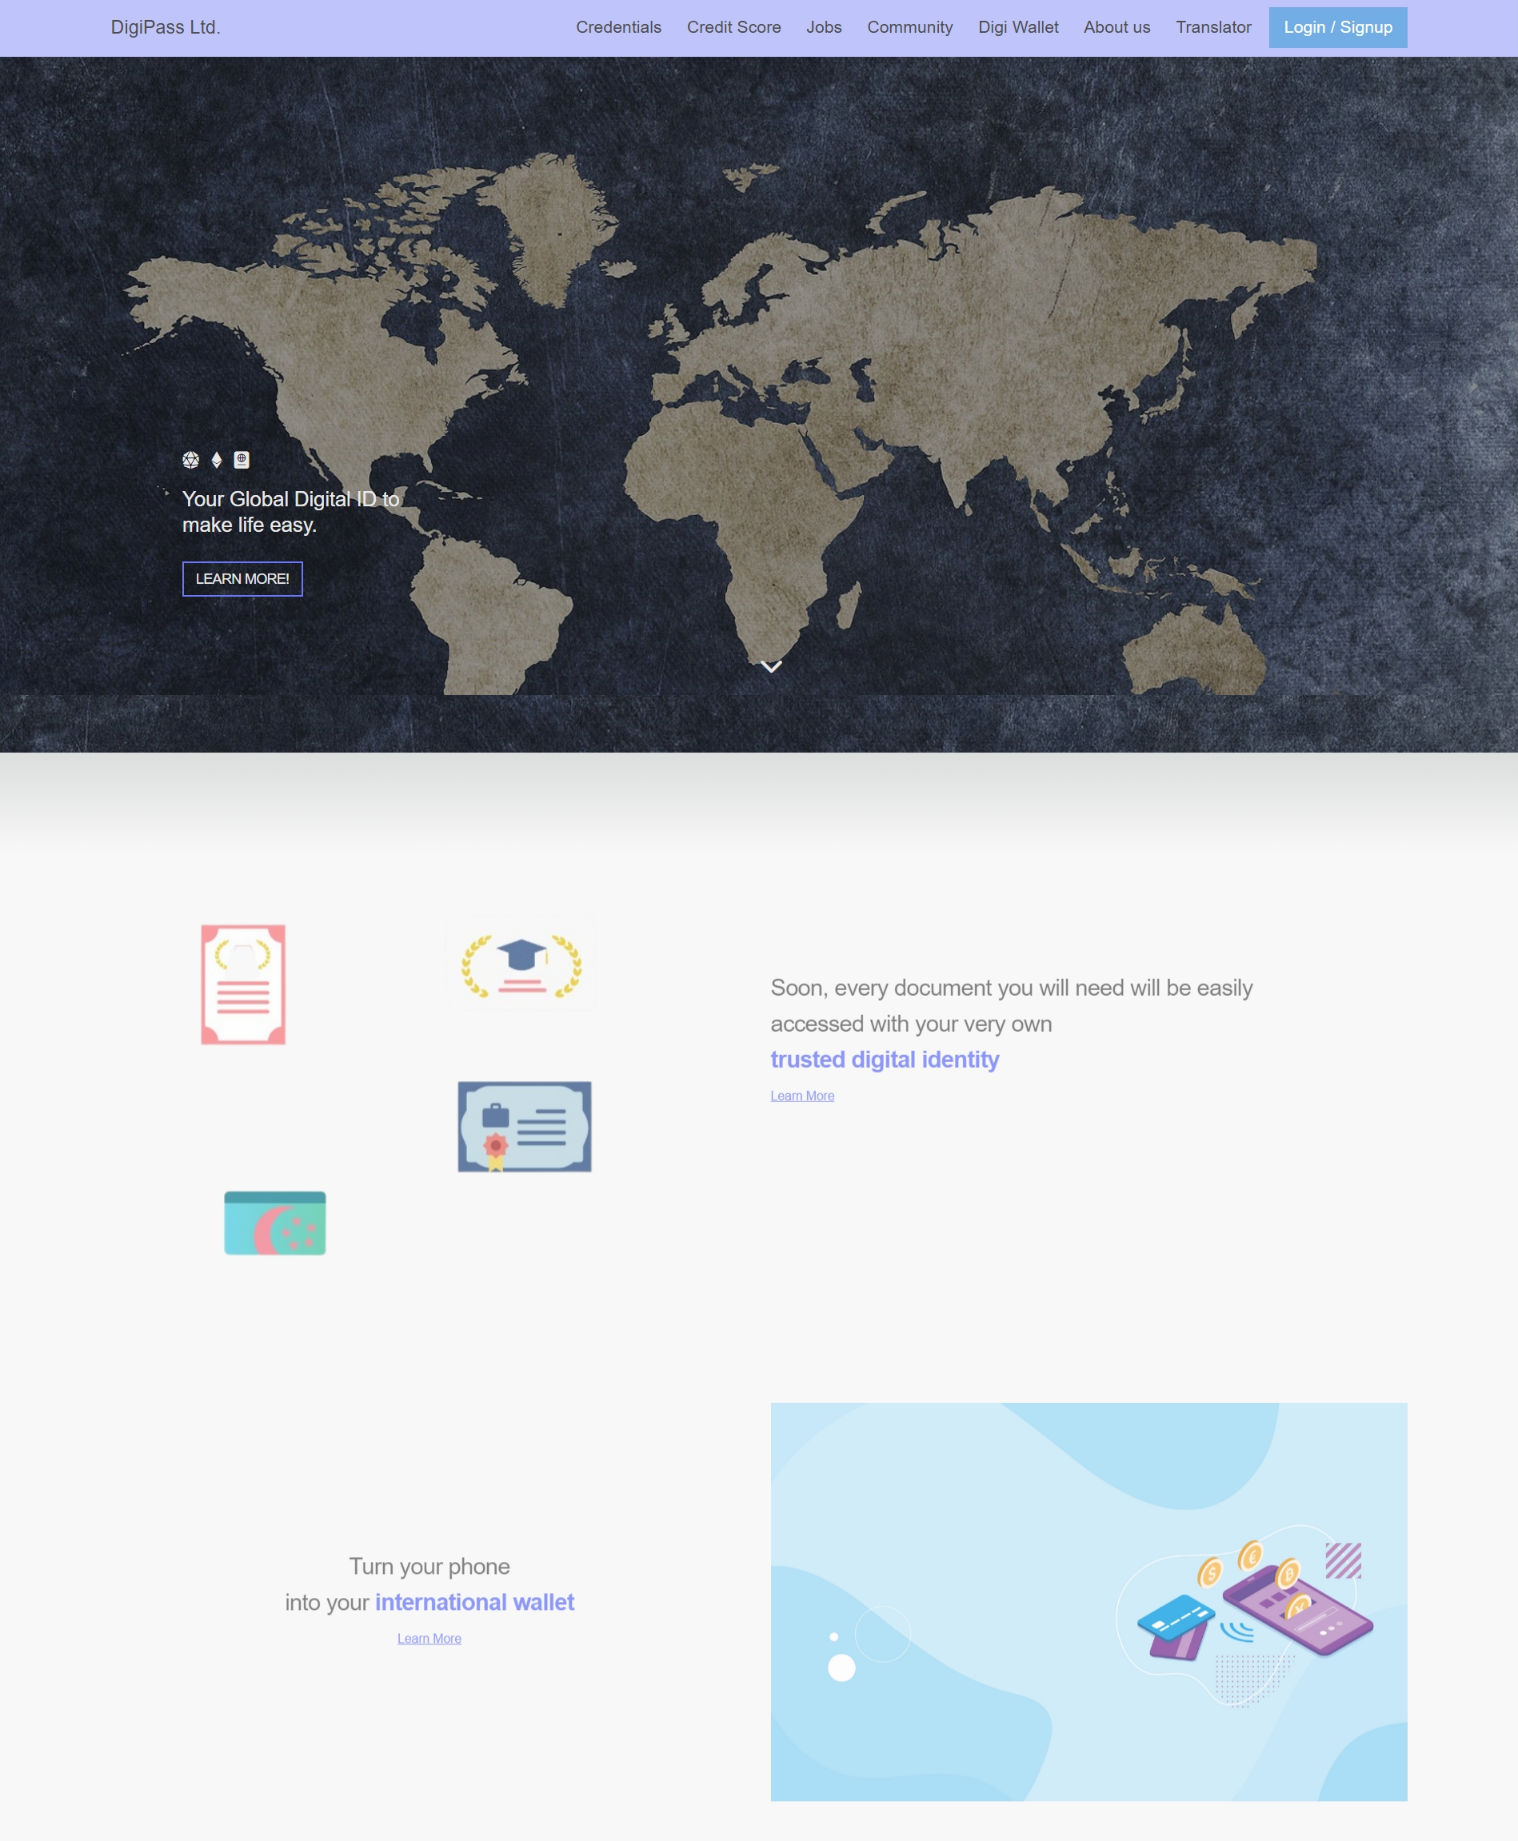 DigiPass Ltd.
Credentials Credit Score Jobs Community Digi Wallet About us Translator Login / Signup
Your Global Digital ID to
make life easy.
LEARN MORE!
Soon, every document you will need will be easily
accessed with your very own
trusted digital identity
Learn More
Turn your phone
into your international wallet
Learn More